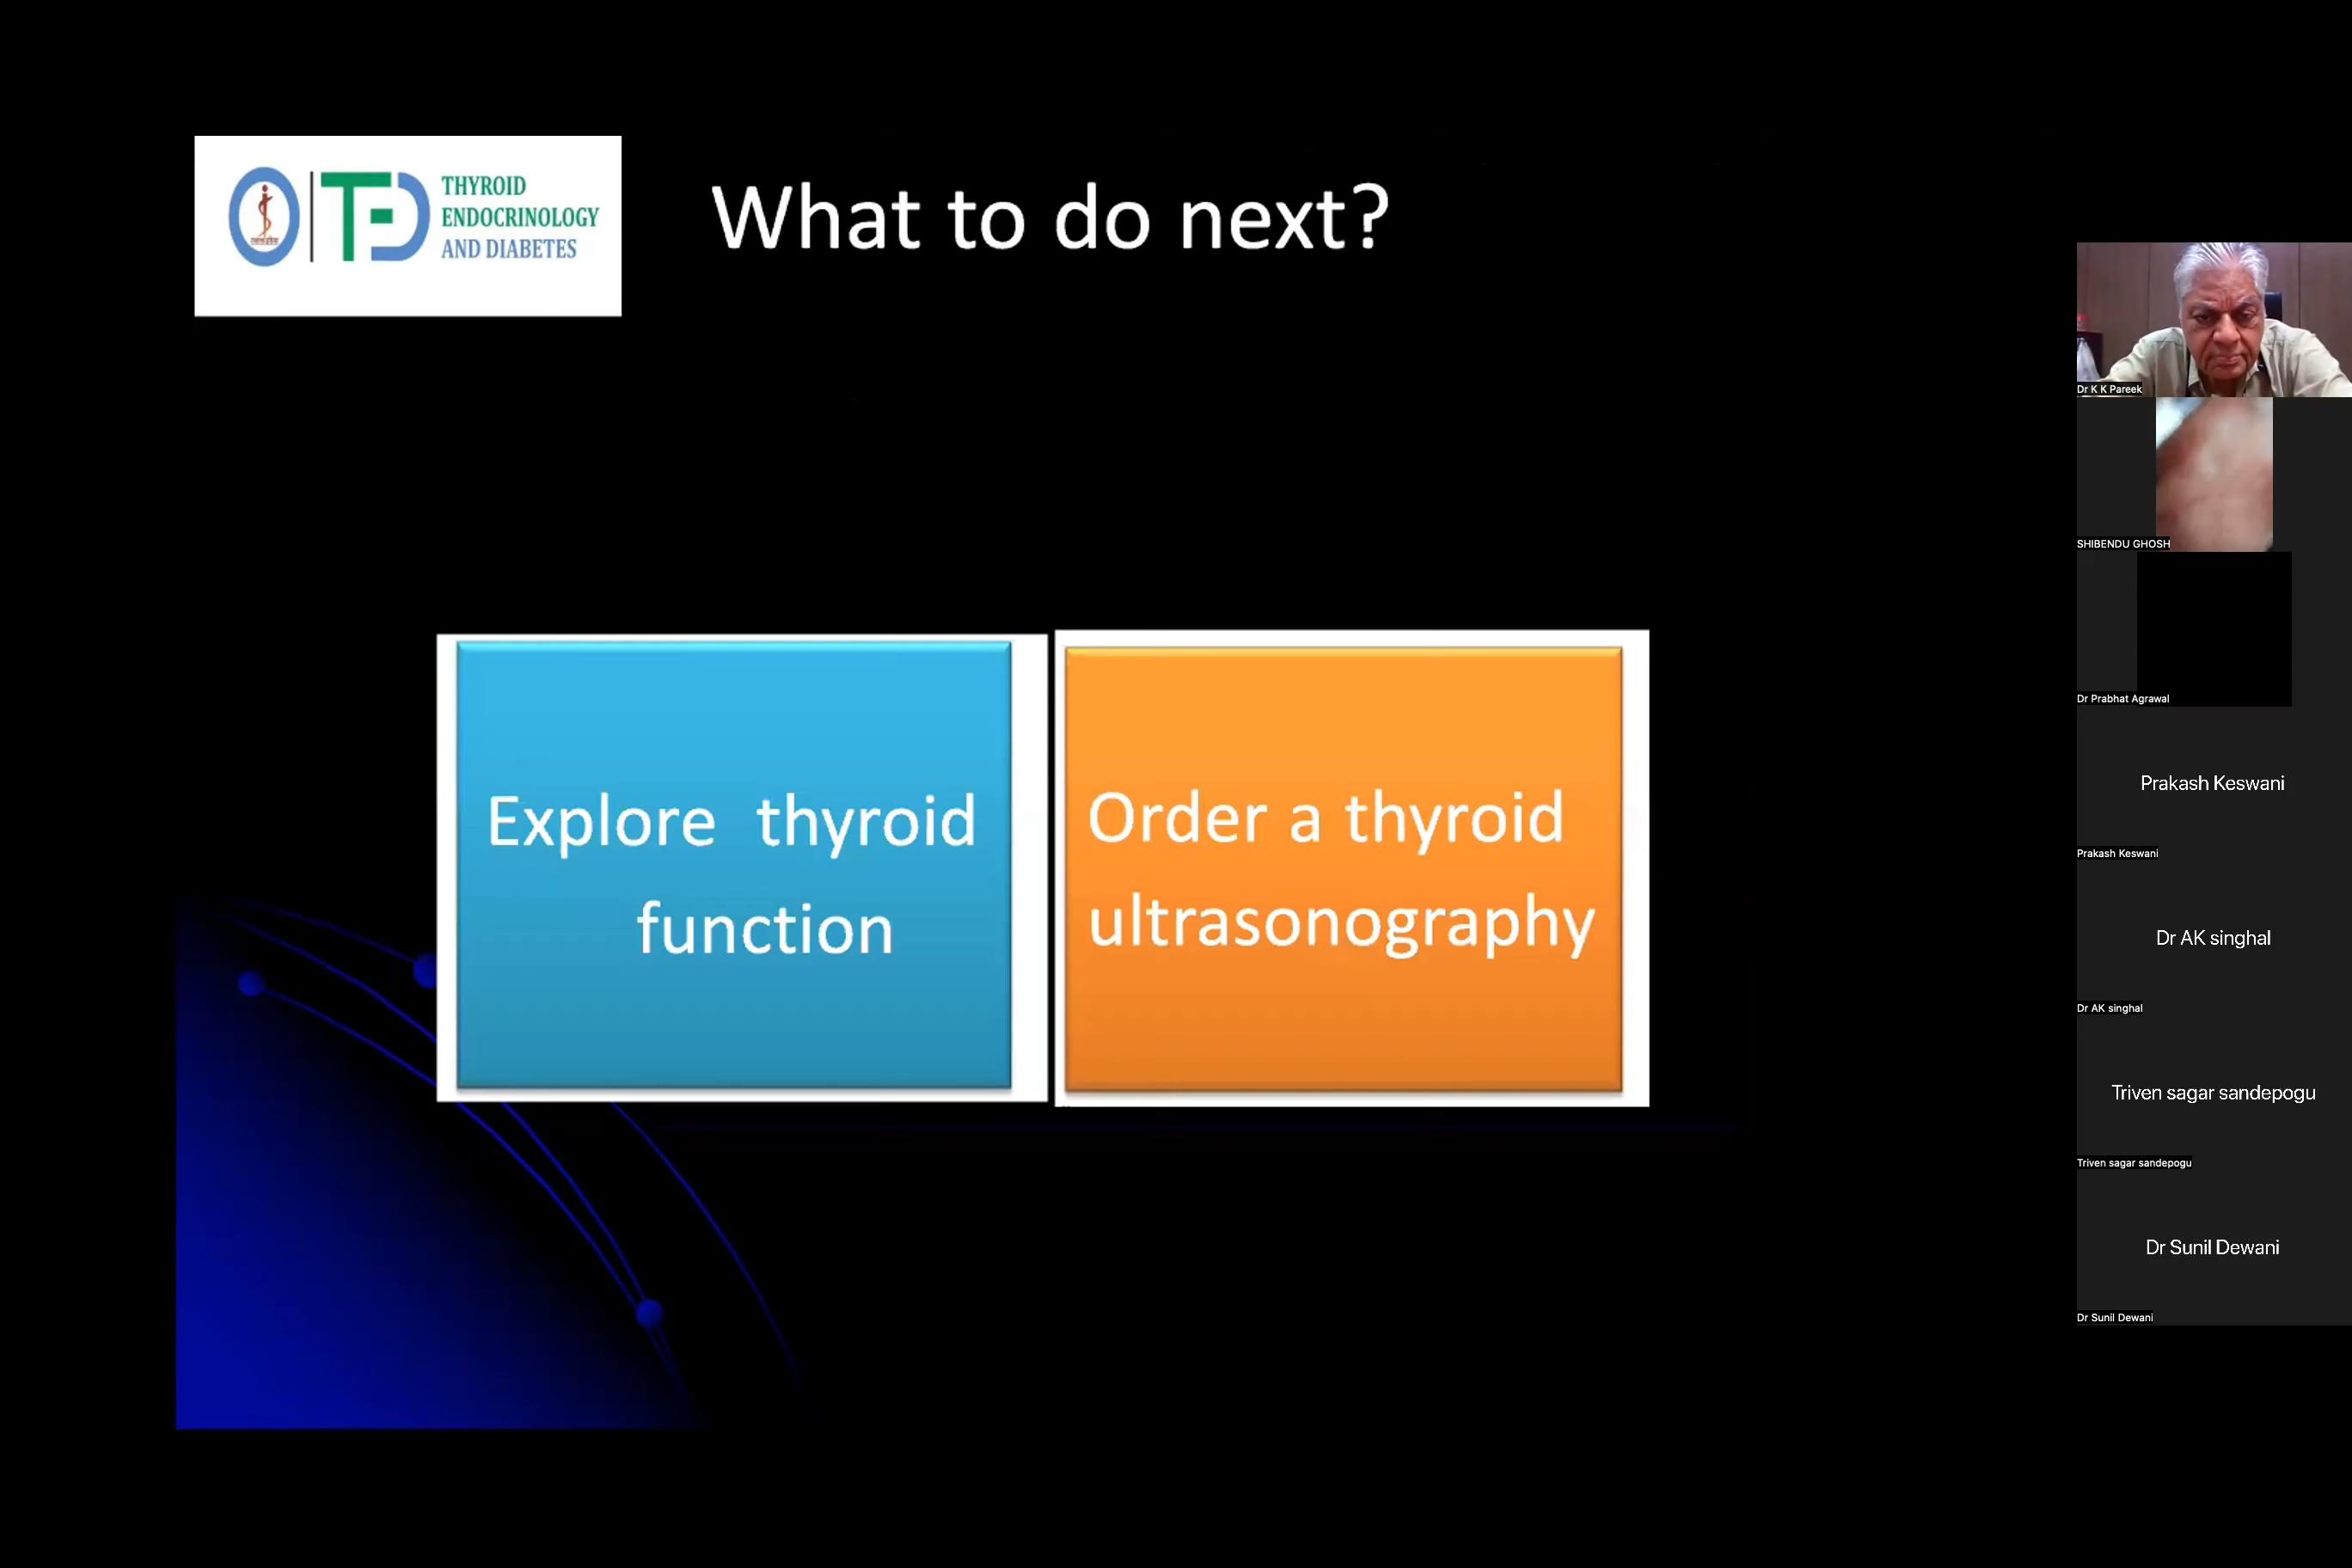 THYROID
ENDOCRINOLOGY
AND DIABETES
What to do next?
Explore thyroid
function
Order a thyroid
ultrasonography
Dr K K Pareek
SHIBENDU GHOSH
Dr Prabhat Agrawal
Prakash Keswani
Prakash Keswani
Dr AK singhal
Dr AK singhal
Triven sagar sandepogu
Triven sagar sandepogu
Dr Sunil Dewani
Dr Sunil Dewani